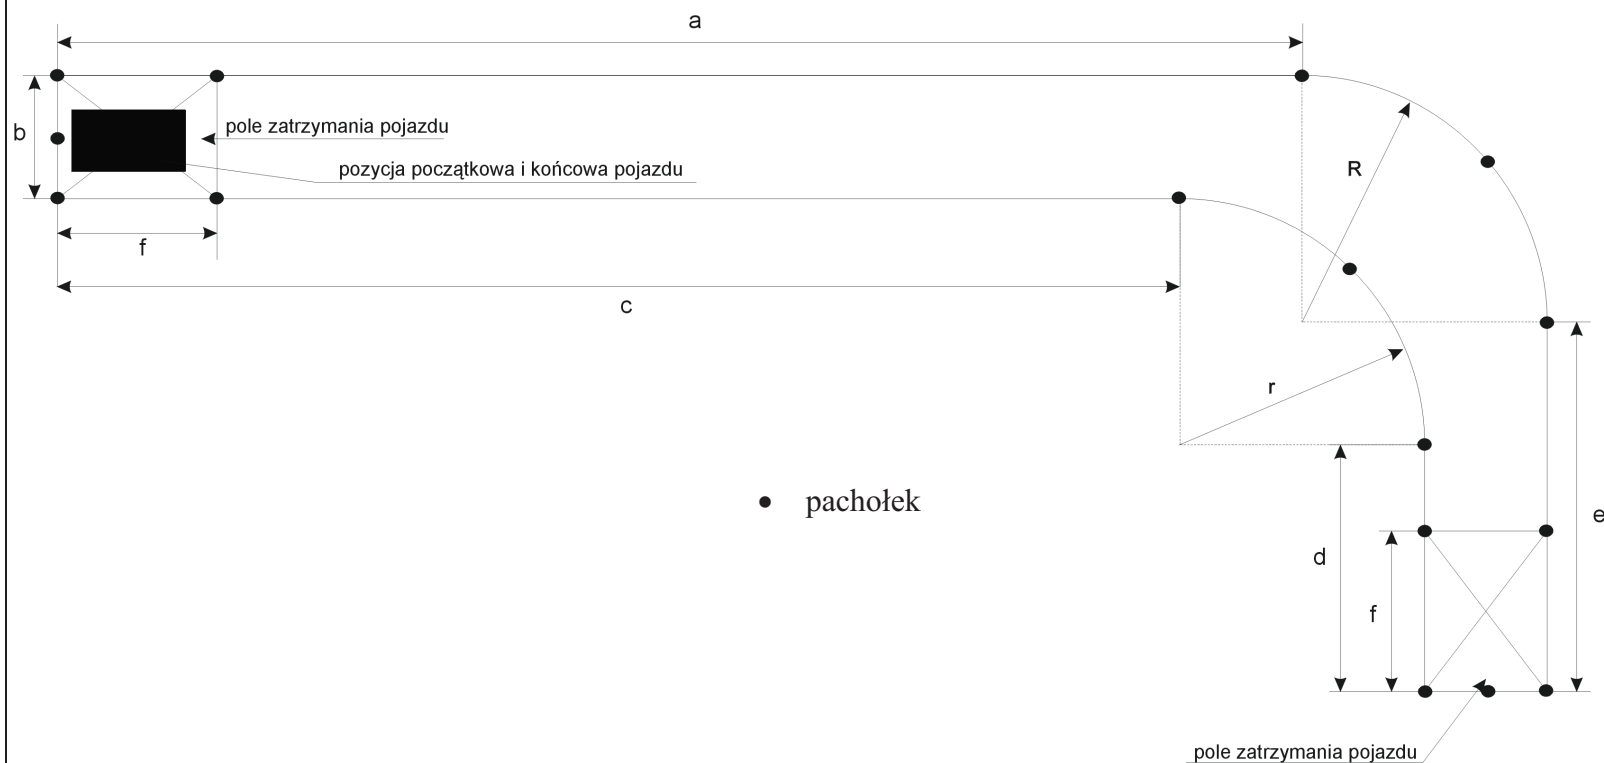 a
b
pole zatrzymania pojazdu
pozycja początkowa i końcowa pojazdu
R
f
c
r
• pachołek
e
d
f
pole zatrzymania pojazdu